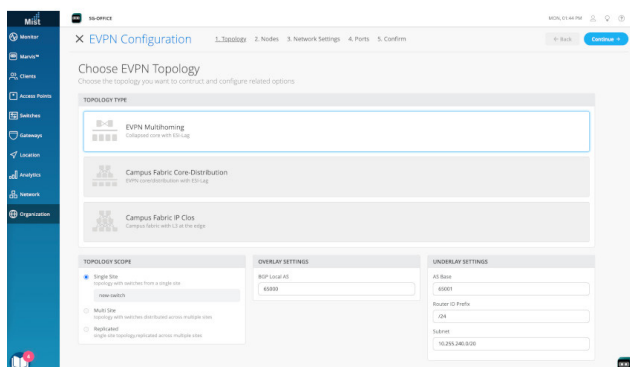 Mist
SG-OFFICE
MON, 01:44 PM
Monitor
Marvis™
Clients
Access Points
Switches
Gateways
Location
Analytics
Network
Organization
EVPN Configuration
1. Topology 2. Nodes 3. Network Settings 4. Ports 5. Confirm
← Back
Continue →
Choose EVPN Topology
Choose the topology you want to contruct and configure related options
TOPOLOGY TYPE
EVPN Multihoming
Collapsed core with ESI-Lag
Campus Fabric Core-Distribution
EVPN core/distribution with ESI-Lag
Campus Fabric IP Clos
Campus fabric with L3 at the edge
TOPOLOGY SCOPE
Single Site
topology with switches from a single site
new-switch
Multi Site
topology with switches distributed across multiple sites
Replicated
single site topology replicated across multiple sites
OVERLAY SETTINGS
BGP Local AS
65000
UNDERLAY SETTINGS
AS Base
65001
Router ID Prefix
/24
Subnet
10.255.240.0/20